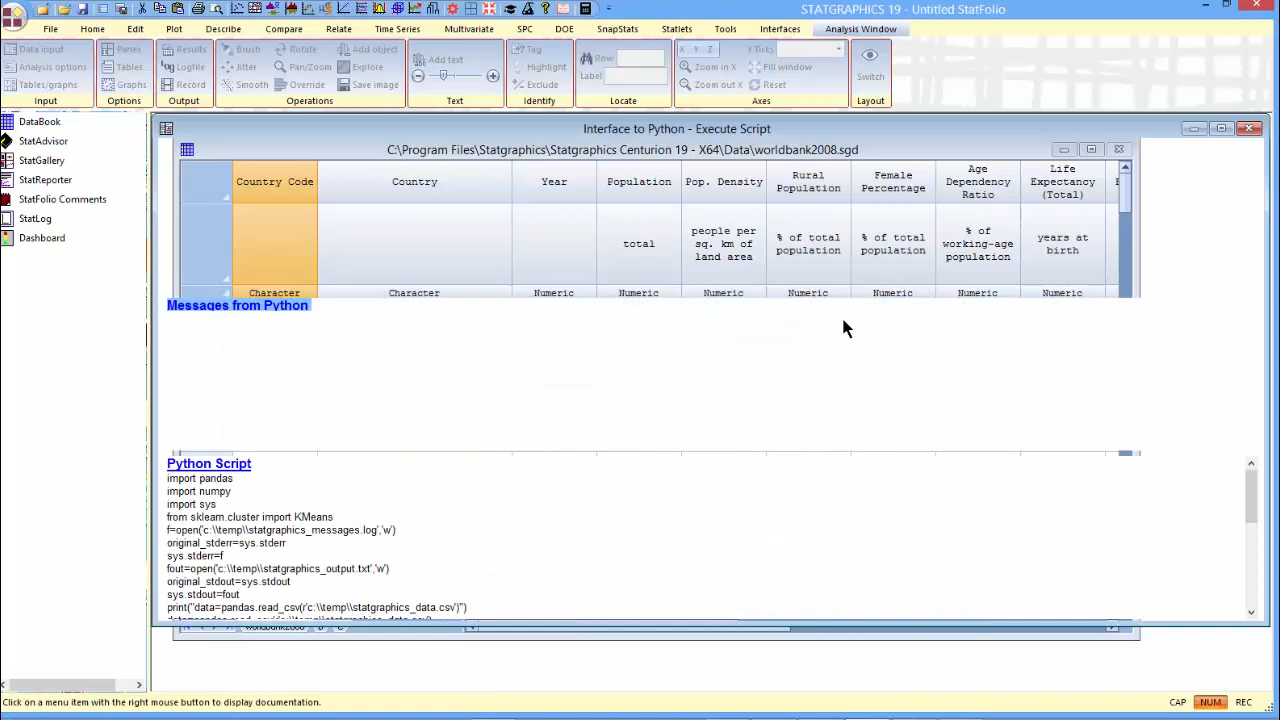 STATGRAPHICS 19 - Untitled StatFolio
File Home Edit Plot Describe Compare Relate Time Series Multivariate SPC DOE SnapStats Statlets Tools Interfaces Analysis Window
Data input Panes Results Brush Rotate Add object Add text Tag Row X Y Z X Ticks
Analysis options Tables Logfile Jitter Pan/Zoom Explore Highlight Label Zoom in X Fill window Switch
Tables/graphs Graphs Record Smooth Override Save image Exclude Zoom out X Reset
Input Options Output Operations Text Identify Locate Axes Layout
DataBook
StatAdvisor
StatGallery
StatReporter
StatFolio Comments
StatLog
Dashboard
Interface to Python - Execute Script
C:\Program Files\Statgraphics\Statgraphics Centurion 19 - X64\Data\worldbank2008.sgd
Country Code Country Year Population Pop. Density Rural Population Female Percentage Age Dependency Ratio Life Expectancy (Total)
total people per sq. km of land area % of total population % of total population % of working-age population years at birth
Character Character Numeric Numeric Numeric Numeric Numeric Numeric Numeric
Messages from Python
Python Script
import pandas
import numpy
import sys
from sklearn.cluster import KMeans
f=open('c:\\temp\\statgraphics_messages.log','w')
original_stderr=sys.stderr
sys.stderr=f
fout=open('c:\\temp\\statgraphics_output.txt','w')
original_stdout=sys.stdout
sys.stdout=fout
print("data=pandas.read_csv(r'c:\\temp\\statgraphics_data.csv')")
Click on a menu item with the right mouse button to display documentation.
CAP NUM REC